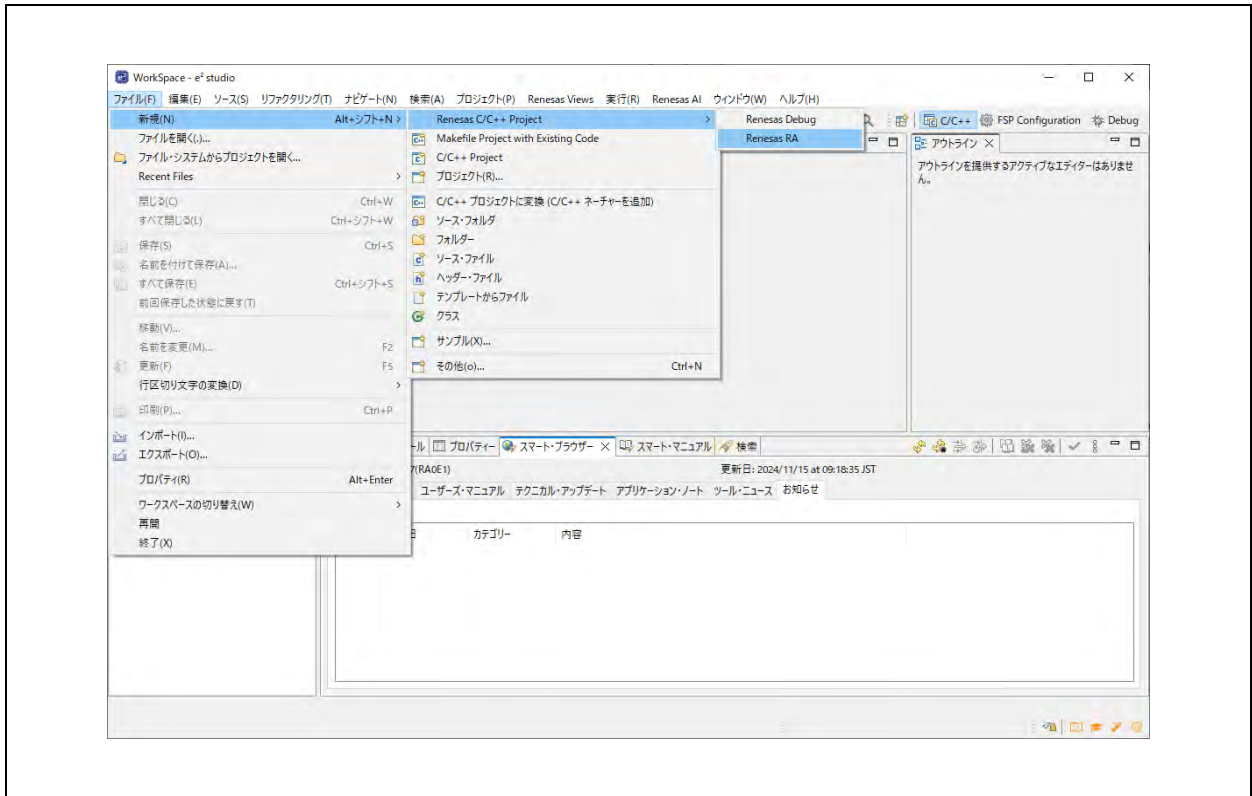 WorkSpace - e² studio
ファイル(F) 編集(E) ソース(S) リファクタリング(T) ナビゲート(N) 検索(A) プロジェクト(P) Renesas Views 実行(R) Renesas AI ウインドウ(W) ヘルプ(H)
C/C++ FSP Configuration Debug
新規(N) Alt+シフト+N >
ファイルを開く(.)...
ファイル・システムからプロジェクトを開く...
Recent Files >
閉じる(C) Ctrl+W
すべて閉じる(L) Ctrl+シフト+W
保存(S) Ctrl+S
名前を付けて保存(A)...
すべて保存(E) Ctrl+シフト+S
前回保存した状態に戻す(T)
移動(V)...
名前を変更(M)... F2
更新(F) F5
行区切り文字の変換(D) >
印刷(P)... Ctrl+P
インポート(I)...
エクスポート(O)...
プロパティ(R) Alt+Enter
ワークスペースの切り替え(W) >
再開
終了(X)
Renesas C/C++ Project >
Makefile Project with Existing Code
C/C++ Project
プロジェクト(R)...
C/C++ プロジェクトに変換 (C/C++ ネーチャーを追加)
ソース・フォルダ
フォルダー
ソース・ファイル
ヘッダー・ファイル
テンプレートからファイル
クラス
サンプル(X)...
その他(o)... Ctrl+N
Renesas Debug
Renesas RA
アウトライン
アウトラインを提供するアクティブなエディターはありませ
ん。
ール プロパティー スマート・ブラウザー スマート・マニュアル 検索
(RA0E1) 更新日: 2024/11/15 at 09:18:35 JST
ユーザーズ・マニュアル テクニカル・アップデート アプリケーション・ノート ツール・ニュース お知らせ
日 カテゴリー 内容